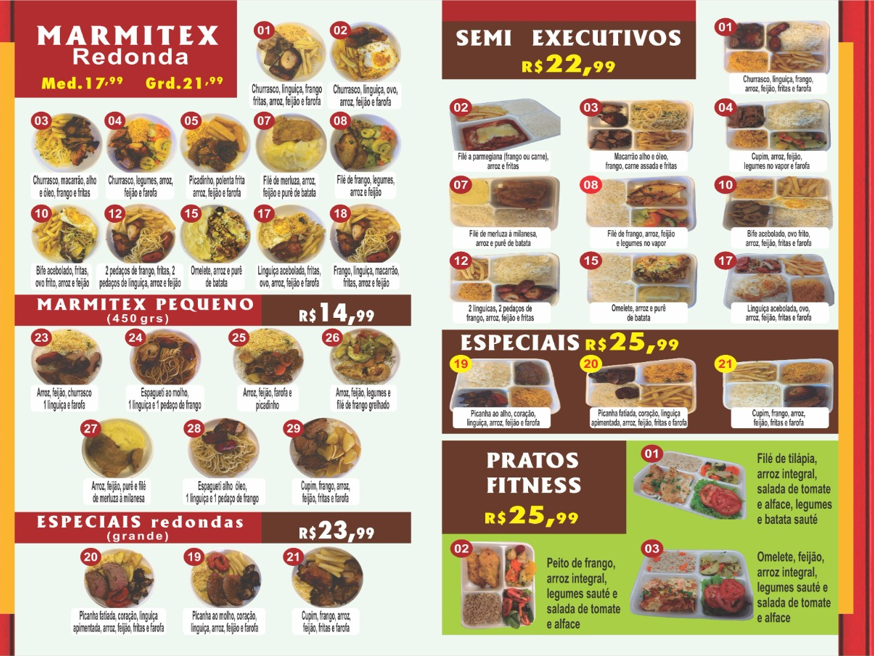 MARMITEX
Redonda
Med.17,99 Grd.21,99
01
Churrasco, linguiça, frango
fritas, arroz, feijão e farofa
02
Churrasco, linguiça, ovo,
arroz, feijão e farofa
03
Churrasco, macarrão, alho
e óleo, frango e fritas
04
Churrasco, legumes, arroz,
feijão e farofa
05
Picadinho, polenta frita
arroz, feijão e farofa
07
Filé de merluza, arroz,
feijão e purê de batata
08
Filé de frango, legumes,
arroz e feijão
10
Bife acebolado, fritas,
ovo frito, arroz e feijão
12
2 pedaços de frango, fritas, 2
pedaços de linguiça, arroz e feijão
15
Omelete, arroz e purê
de batata
17
Linguiça acebolada, fritas,
ovo, arroz, feijão e farofa
18
Frango, linguiça, macarrão,
fritas, arroz e feijão
MARMITEX PEQUENO
(450 grs)
R$14,99
23
Arroz, feijão, churrasco
1 linguiça e farofa
24
Espagueti ao molho,
1 linguiça e 1 pedaço de frango
25
Arroz, feijão, farofa e
picadinho
26
Arroz, feijão, legumes e
filé de frango grelhado
27
Arroz, feijão, purê e filé
de merluza à milanesa
28
Espagueti alho óleo,
1 linguiça e 1 pedaço de frango
29
Cupim, frango, arroz,
feijão, fritas e farofa
ESPECIAIS redondas
(grande)
R$23,99
20
Picanha fatiada, coração, linguiça
apimentada, arroz, feijão, fritas e farofa
19
Picanha ao molho, coração,
linguiça, arroz, feijão e farofa
21
Cupim, frango, arroz,
feijão, fritas e farofa
SEMI EXECUTIVOS
R$22,99
01
Churrasco, linguiça, frango,
arroz, feijão, fritas e farofa
02
Filé a parmegiana (frango ou carne),
arroz e fritas
03
Macarrão alho e óleo,
frango, carne assada e fritas
04
Cupim, arroz, feijão,
legumes no vapor e farofa
07
Filé de merluza á milanesa,
arroz e purê de batata
08
Filé de frango, arroz, feijão
e legumes no vapor
10
Bife acebolado, ovo frito,
arroz, feijão, fritas e farofa
12
2 linguicas, 2 pedaços de
frango, arroz, feijão e fritas
15
Omelete, arroz e purê
de batata
17
Linguiça acebolada, ovo,
arroz, feijão, fritas e farofa
ESPECIAIS R$25,99
19
Picanha ao alho, coração,
linguiça, arroz, feijão e farofa
20
Picanha fatiada, coração, linguiça
apimentada, arroz, feijão, fritas e farofa
21
Cupim, frango, arroz,
feijão, fritas e farofa
PRATOS
FITNESS
R$25,99
01
Filé de tilápia,
arroz integral,
salada de tomate
e alface, legumes
e batata sauté
02
Peito de frango,
arroz integral,
legumes sauté e
salada de tomate
e alface
03
Omelete, feijão,
arroz integral,
legumes sauté e
salada de tomate
e alface